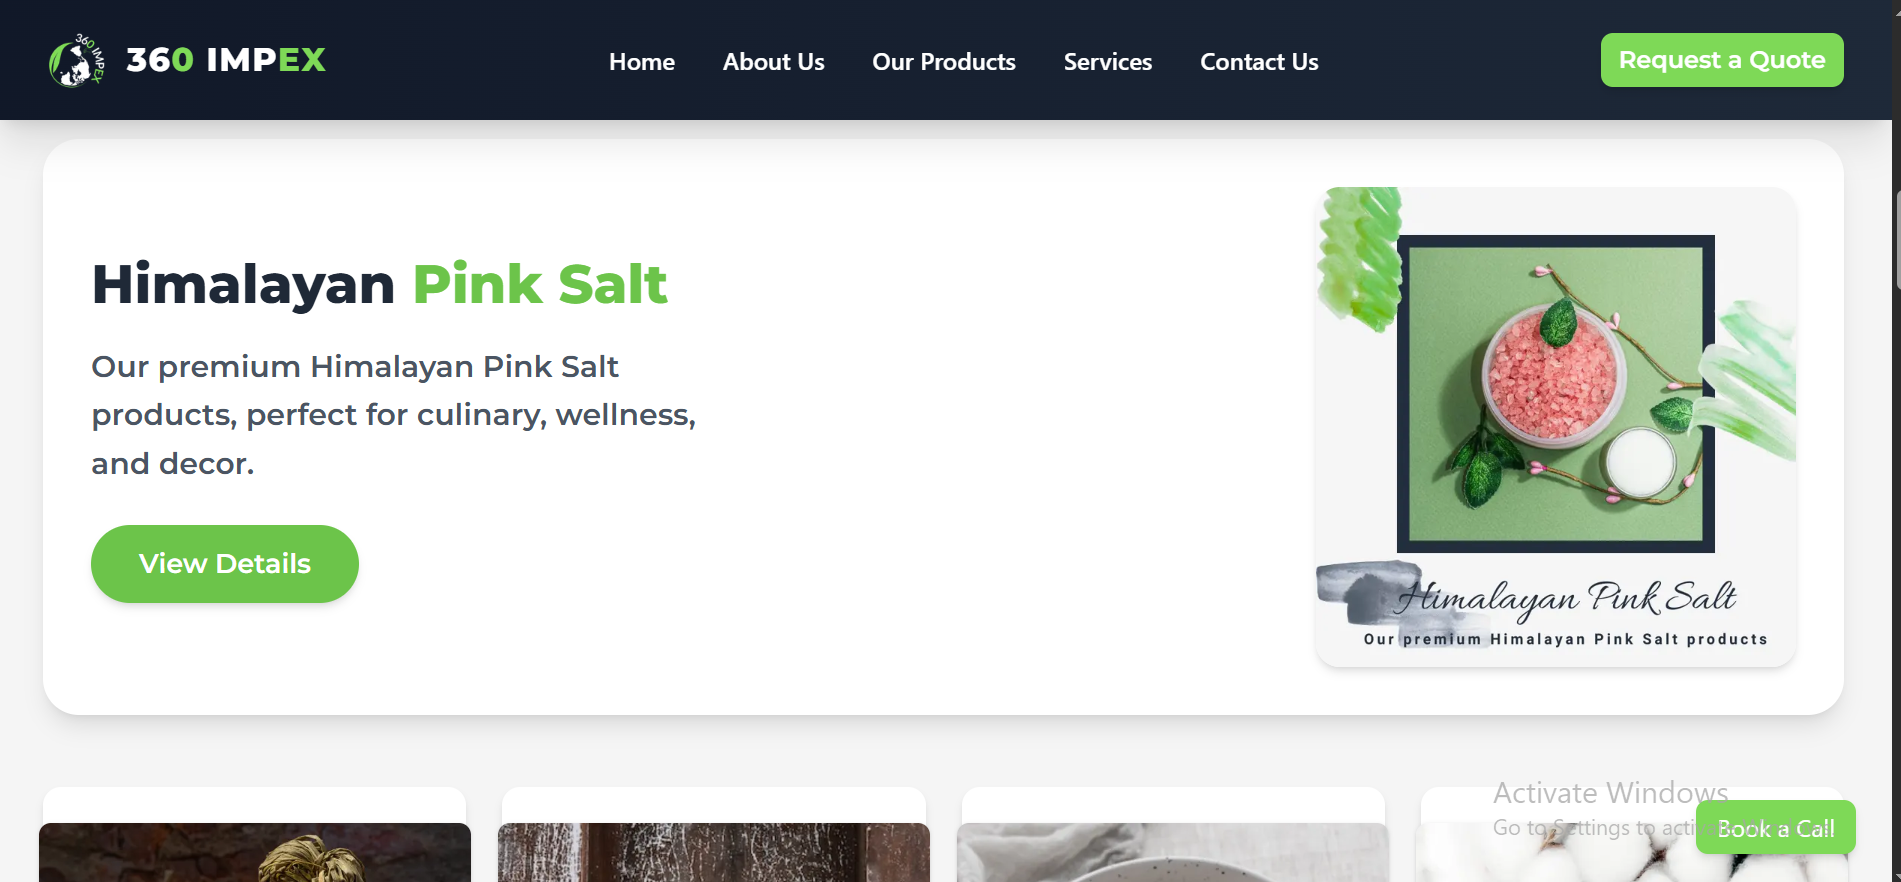 360 IMPEX
360 IMPEX
Home
About Us
Our Products
Services
Contact Us
Request a Quote
Himalayan Pink Salt
Our premium Himalayan Pink Salt
products, perfect for culinary, wellness,
and decor.
View Details
Himalayan Pink Salt
Our premium Himalayan Pink Salt products
Activate Windows
Go to Settings to activate Windows.
Book a Call